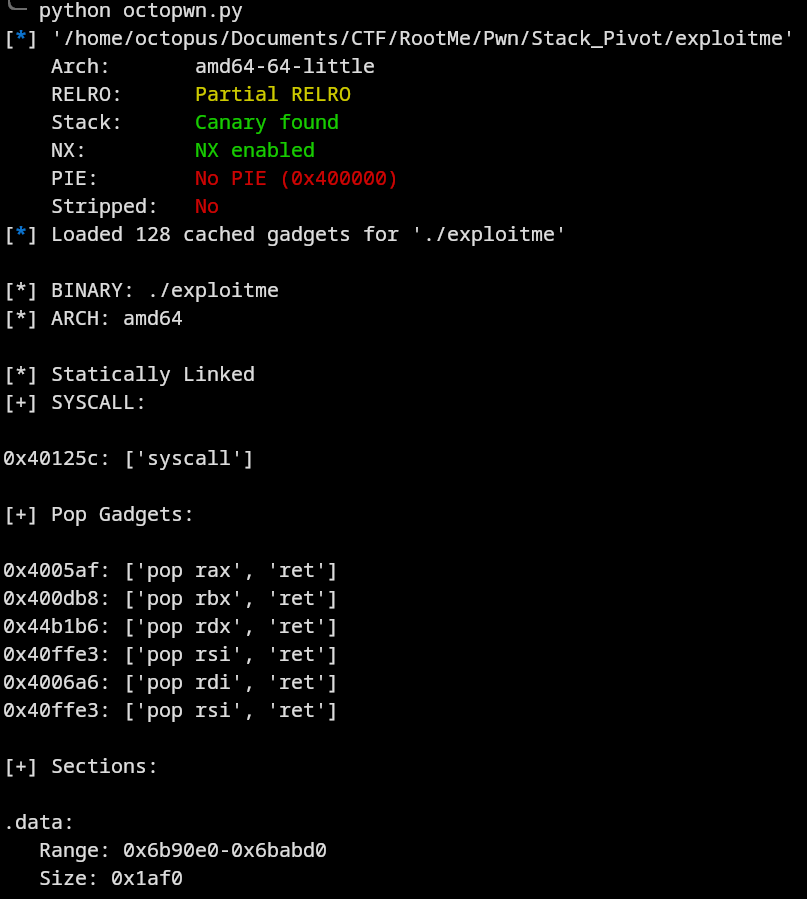 python octopwn.py
[*] '/home/octopus/Documents/CTF/RootMe/Pwn/Stack_Pivot/exploitme'
    Arch:       amd64-64-little
    RELRO:      Partial RELRO
    Stack:      Canary found
    NX:         NX enabled
    PIE:        No PIE (0x400000)
    Stripped:   No
[*] Loaded 128 cached gadgets for './exploitme'

[*] BINARY: ./exploitme
[*] ARCH: amd64

[*] Statically Linked
[+] SYSCALL:

0x40125c: ['syscall']

[+] Pop Gadgets:

0x4005af: ['pop rax', 'ret']
0x400db8: ['pop rbx', 'ret']
0x44b1b6: ['pop rdx', 'ret']
0x40ffe3: ['pop rsi', 'ret']
0x4006a6: ['pop rdi', 'ret']
0x40ffe3: ['pop rsi', 'ret']

[+] Sections:

.data:
   Range: 0x6b90e0-0x6babd0
   Size: 0x1af0